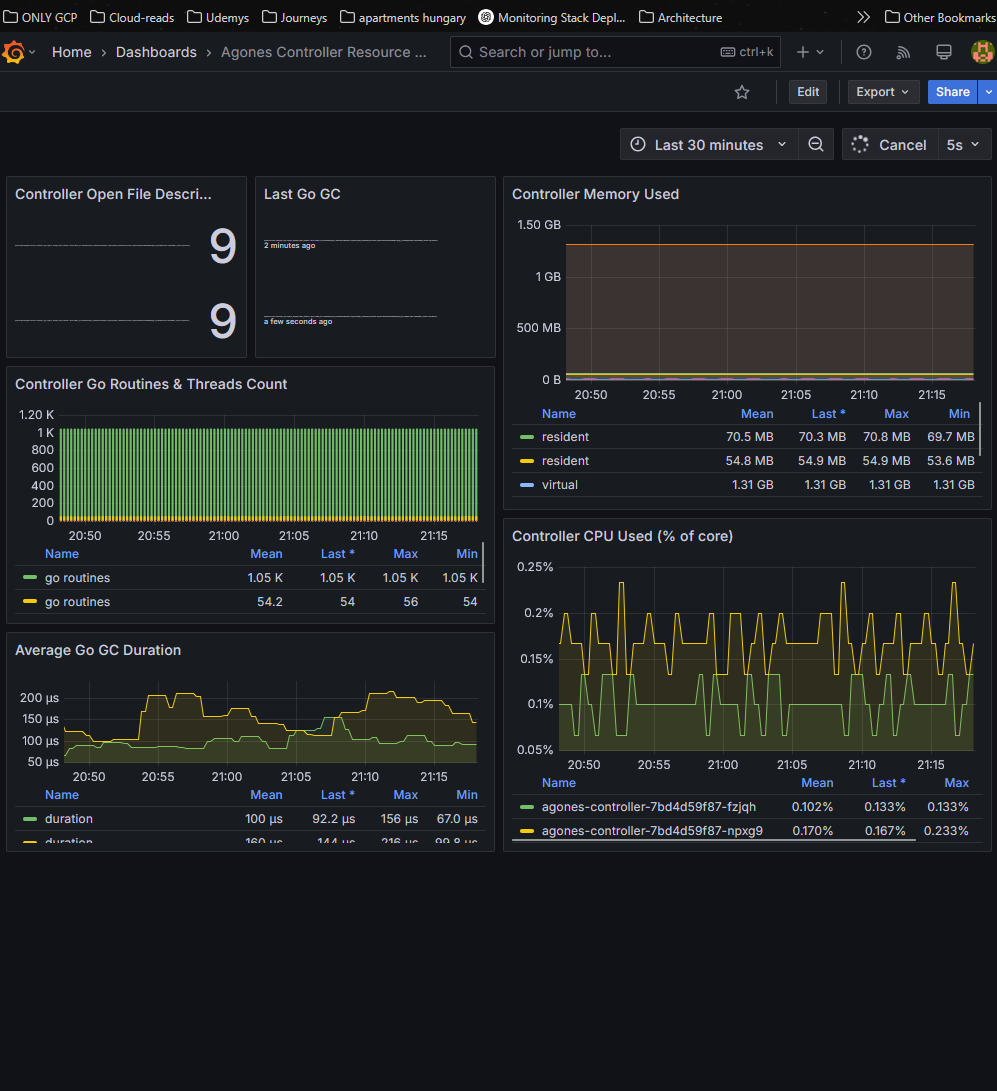 ONLY GCP Cloud-reads Udemys Journeys apartments hungary Monitoring Stack Depl... Architecture Other Bookmarks
Home › Dashboards › Agones Controller Resource ... Search or jump to... ctrl+k
Edit Export Share
Last 30 minutes Cancel 5s
Controller Open File Descri...
9
9
Last Go GC
2 minutes ago
a few seconds ago
Controller Memory Used
1.50 GB
1 GB
500 MB
0 B
20:50 20:55 21:00 21:05 21:10 21:15
Name Mean Last * Max Min
resident 70.5 MB 70.3 MB 70.8 MB 69.7 MB
resident 54.8 MB 54.9 MB 54.9 MB 53.6 MB
virtual 1.31 GB 1.31 GB 1.31 GB 1.31 GB
Controller Go Routines & Threads Count
1.20 K
1 K
800
600
400
200
0
20:50 20:55 21:00 21:05 21:10 21:15
Name Mean Last * Max Min
go routines 1.05 K 1.05 K 1.05 K 1.05 K
go routines 54.2 54 56 54
Controller CPU Used (% of core)
0.25%
0.2%
0.15%
0.1%
0.05%
20:50 20:55 21:00 21:05 21:10 21:15
Name Mean Last * Max
agones-controller-7bd4d59f87-fzjqh 0.102% 0.133% 0.133%
agones-controller-7bd4d59f87-npxg9 0.170% 0.167% 0.233%
Average Go GC Duration
200 µs
150 µs
100 µs
50 µs
20:50 20:55 21:00 21:05 21:10 21:15
Name Mean Last * Max Min
duration 100 µs 92.2 µs 156 µs 67.0 µs
duration 160 µs 144 µs 216 µs 99.8 µs